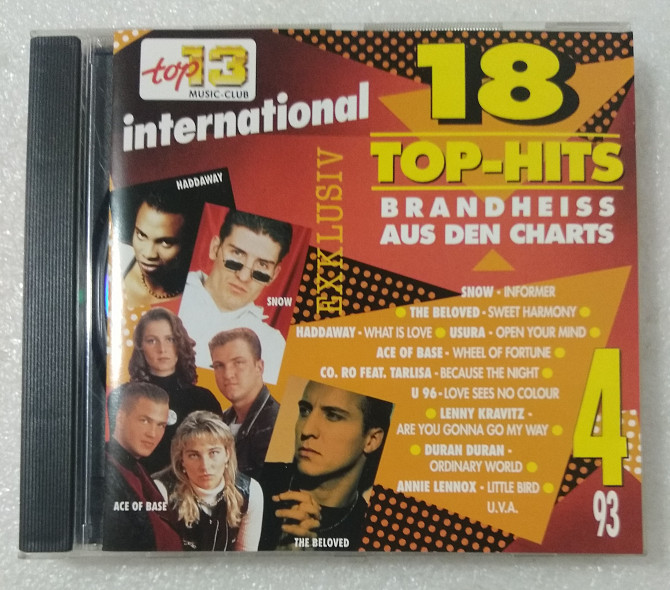 top 13
MUSIC-CLUB
international
18
TOP-HITS
BRANDHEISS
AUS DEN CHARTS
EXKLUSIV
HADDAWAY
SNOW
ACE OF BASE
THE BELOVED
SNOW - INFORMER
THE BELOVED - SWEET HARMONY
HADDAWAY - WHAT IS LOVE USURA - OPEN YOUR MIND
ACE OF BASE - WHEEL OF FORTUNE
CO. RO FEAT. TARLISA - BECAUSE THE NIGHT
U 96 - LOVE SEES NO COLOUR
LENNY KRAVITZ -
ARE YOU GONNA GO MY WAY
DURAN DURAN -
ORDINARY WORLD
ANNIE LENNOX - LITTLE BIRD
U.V.A.
4
93